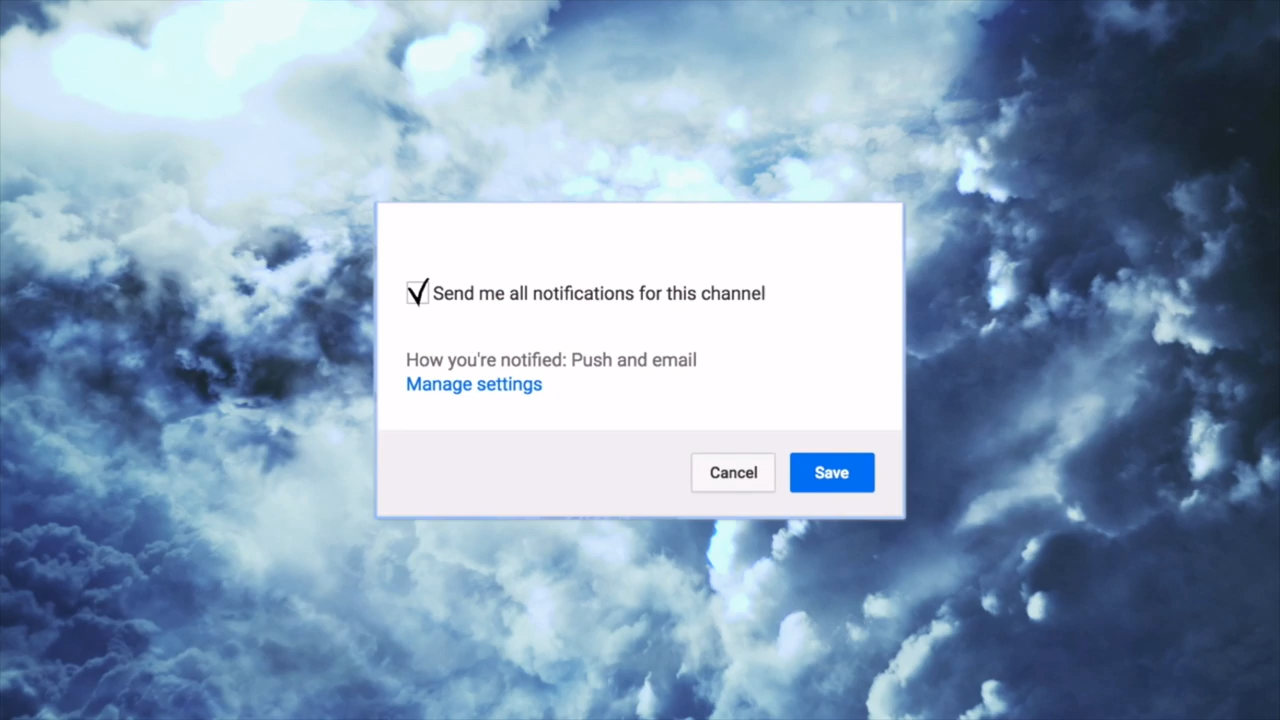 Send me all notifications for this channel
How you're notified: Push and email
Manage settings
Cancel
Save